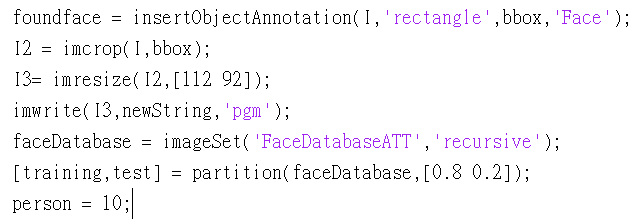 foundface = insertObjectAnnotation(I,'rectangle',bbox,'Face');
I2 = imcrop(I,bbox);
I3= imresize(I2,[112 92]);
imwrite(I3,newString,'pgm');
faceDatabase = imageSet('FaceDatabaseATT','recursive');
[training,test] = partition(faceDatabase,[0.8 0.2]);
person = 10;